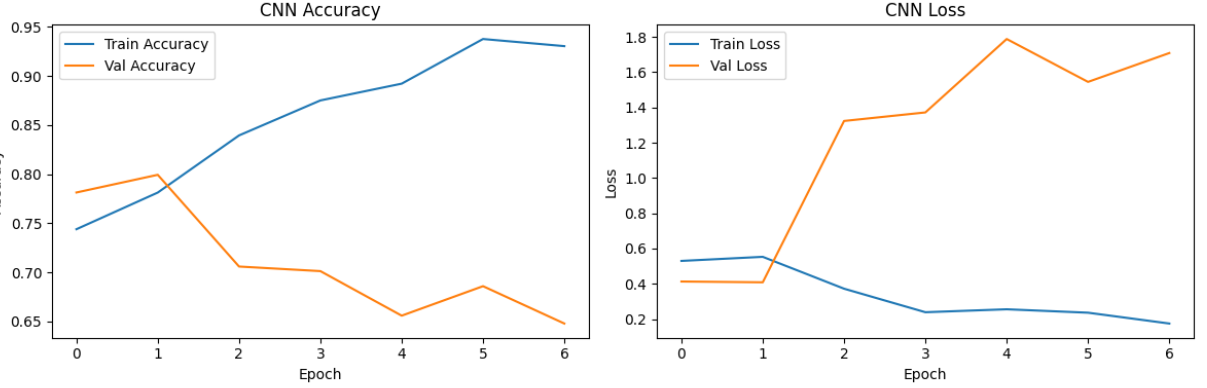 CNN Accuracy
0.95
0.90
0.85
0.80
0.75
0.70
0.65
Train Accuracy
Val Accuracy
0 1 2 3 4 5 6
Epoch
CNN Loss
Loss
1.8
1.6
1.4
1.2
1.0
0.8
0.6
0.4
0.2
Train Loss
Val Loss
0 1 2 3 4 5 6
Epoch